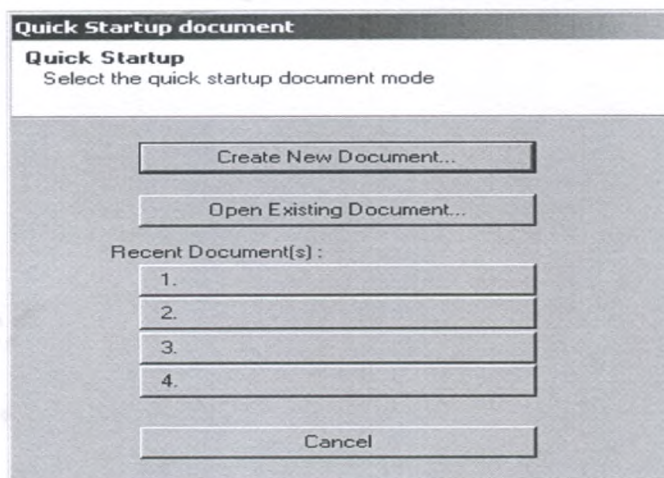 Quick Startup document
Quick Startup
Select the quick startup document mode
Create New Document...
Open Existing Document...
Recent Document(s) :
1.
2.
3.
4.
Cancel